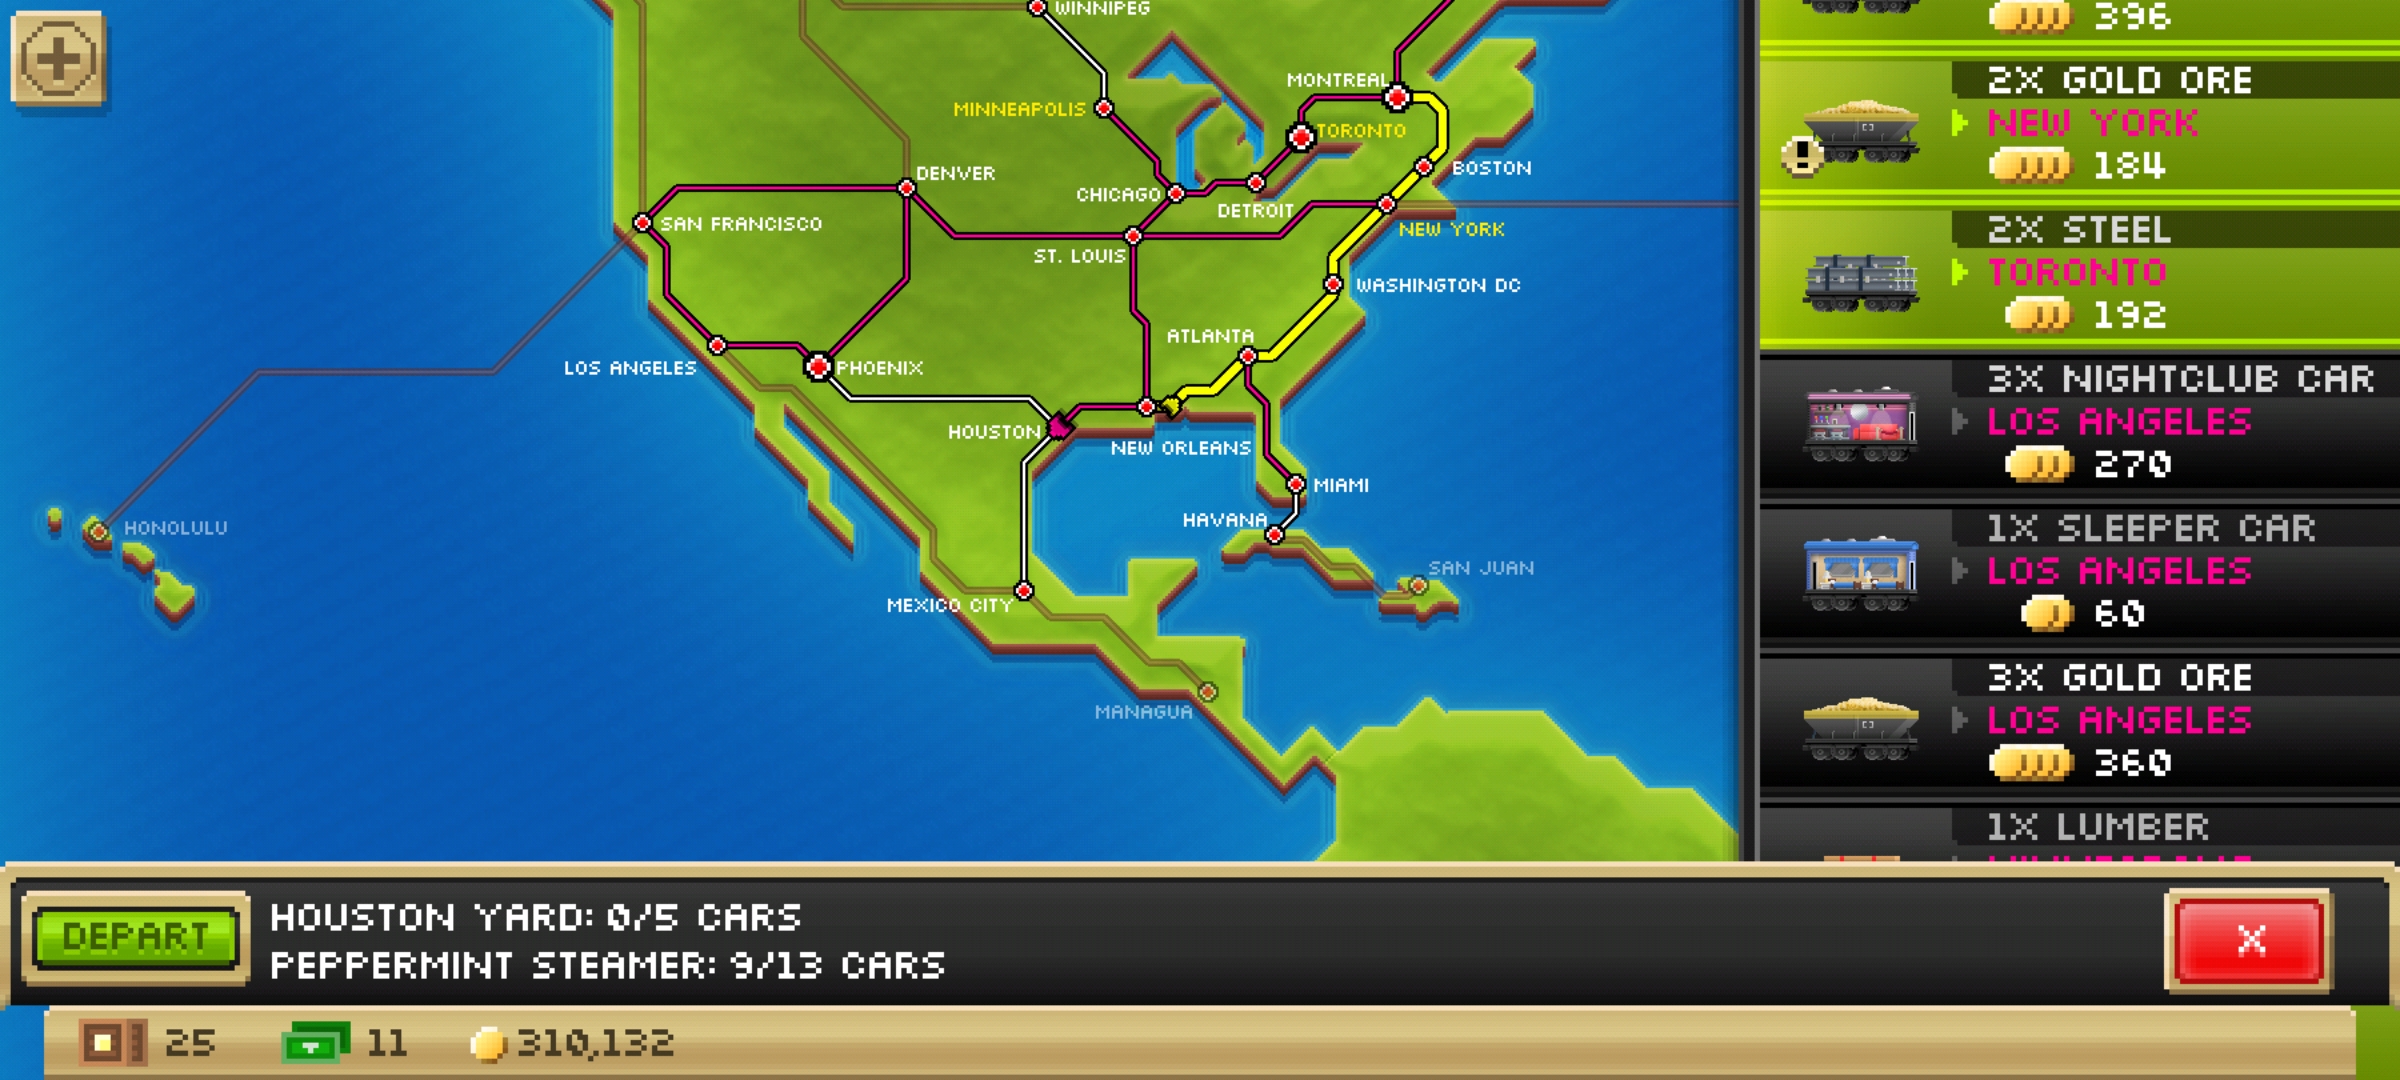 WINNIPEG
MONTREAL
MINNEAPOLIS
TORONTO
DENVER
BOSTON
CHICAGO
DETROIT
SAN FRANCISCO
NEW YORK
ST. LOUIS
WASHINGTON DC
ATLANTA
LOS ANGELES
PHOENIX
HOUSTON
NEW ORLEANS
MIAMI
HAVANA
HONOLULU
SAN JUAN
MEXICO CITY
MANAGUA
396
2X GOLD ORE
NEW YORK
184
2X STEEL
TORONTO
192
3X NIGHTCLUB CAR
LOS ANGELES
270
1X SLEEPER CAR
LOS ANGELES
60
3X GOLD ORE
LOS ANGELES
360
1X LUMBER
DEPART
HOUSTON YARD: 0/5 CARS
PEPPERMINT STEAMER: 9/13 CARS
X
25
11
310,132